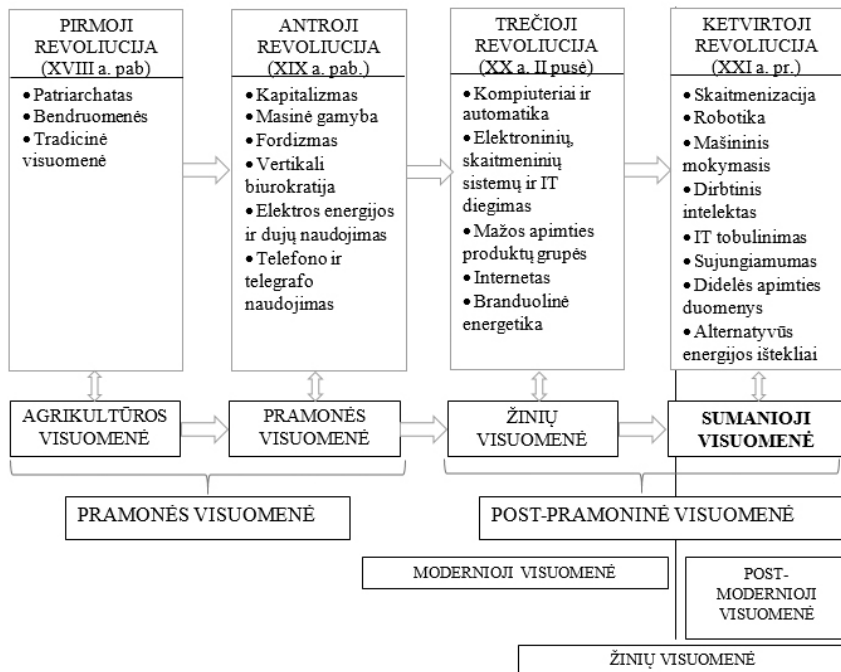 PIRMOJI
REVOLIUCIJA
(XVIII a. pab)
• Patriarchatas
• Bendruomenės
• Tradicinė
visuomenė
ANTROJI
REVOLIUCIJA
(XIX a. pab.)
• Kapitalizmas
• Masinė gamyba
• Fordizmas
• Vertikali
biurokratija
• Elektros energijos
ir dujų naudojimas
• Telefono ir
telegrafo
naudojimas
TREČIOJI
REVOLIUCIJA
(XX a. II pusė)
• Kompiuteriai ir
automatika
• Elektroninių,
skaitmeninių
sistemų ir IT
diegimas
• Mažos apimties
produktų grupės
• Internetas
• Branduolinė
energetika
KETVIRTOJI
REVOLIUCIJA
(XXI a. pr.)
• Skaitmenizacija
• Robotika
• Mašininis
mokymasis
• Dirbtinis
intelektas
• IT tobulinimas
• Sujungiamumas
• Didelės apimties
duomenys
• Alternatyvūs
energijos ištekliai
AGRIKULTŪROS
VISUOMENĖ
PRAMONĖS
VISUOMENĖ
ŽINIŲ
VISUOMENĖ
SUMANIOJI
VISUOMENĖ
PRAMONĖS VISUOMENĖ
POST-PRAMONINĖ VISUOMENĖ
MODERNIOJI VISUOMENĖ
POST-
MODERNIOJI
VISUOMENĖ
ŽINIŲ VISUOMENĖ